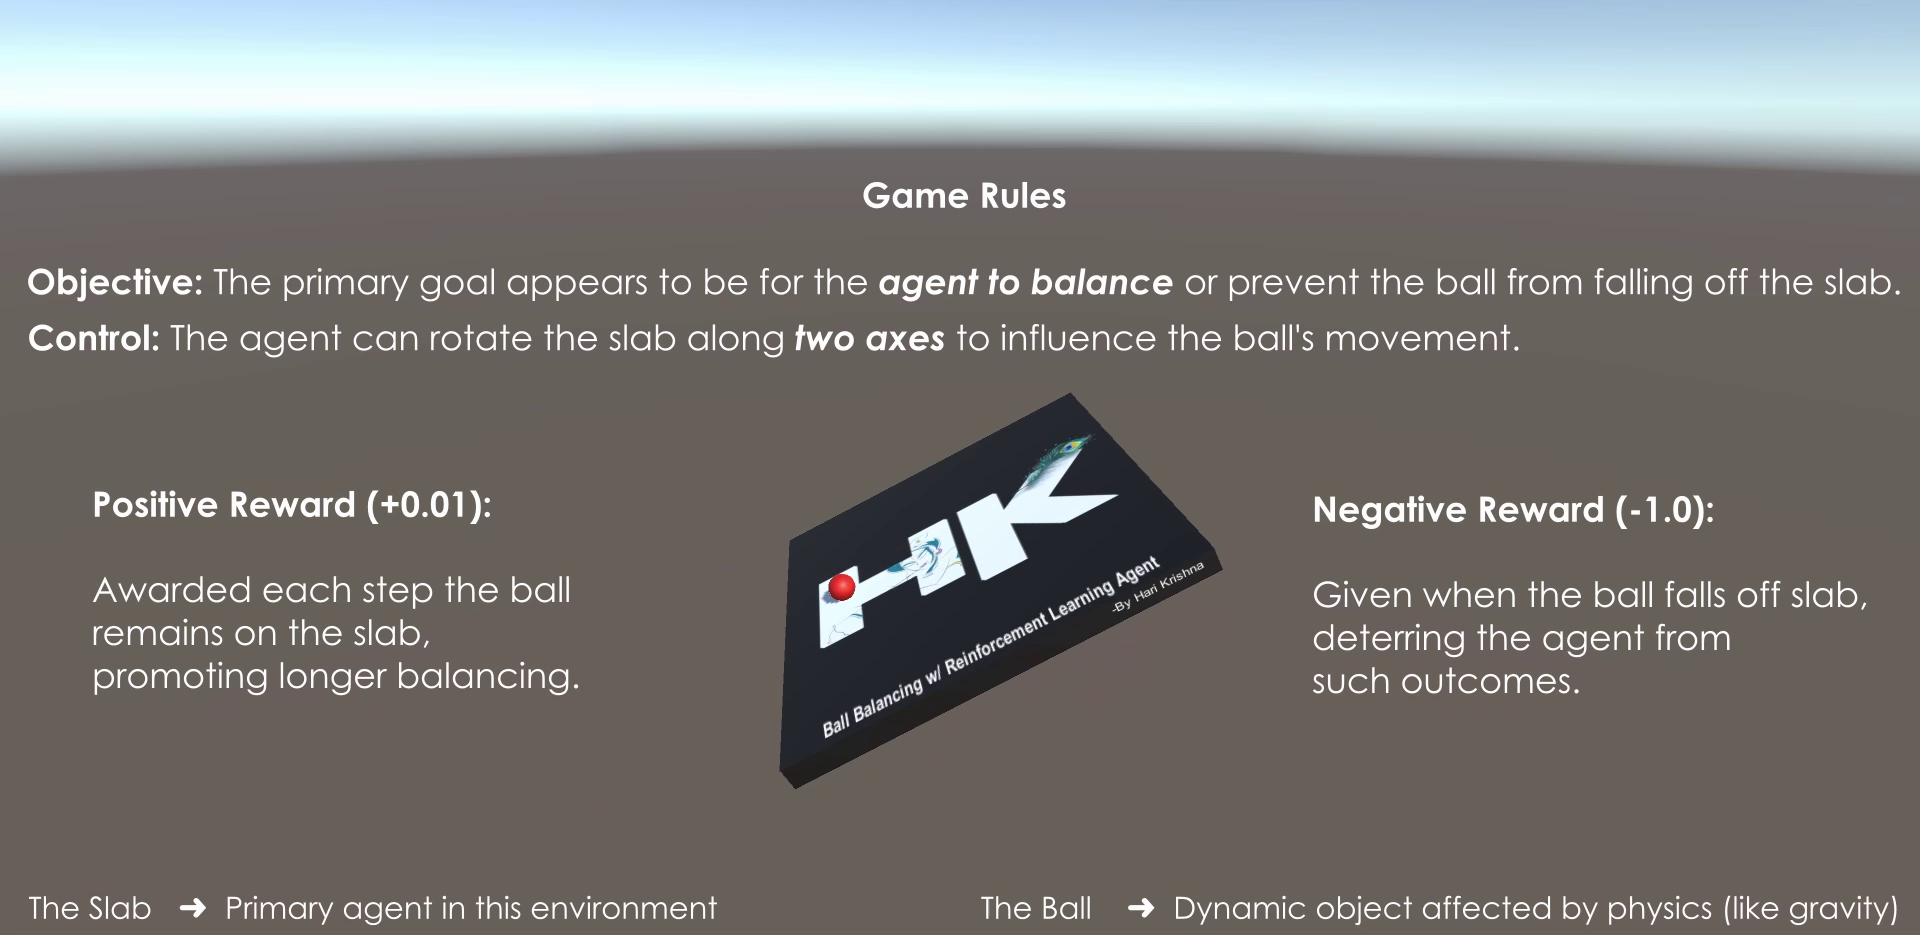 Game Rules
Objective: The primary goal appears to be for the agent to balance or prevent the ball from falling off the slab.
Control: The agent can rotate the slab along two axes to influence the ball's movement.
Positive Reward (+0.01):
Awarded each step the ball
remains on the slab,
promoting longer balancing.
HK
Ball Balancing w/ Reinforcement Learning Agent
-By Hari Krishna
Negative Reward (-1.0):
Given when the ball falls off slab,
deterring the agent from
such outcomes.
The Slab ➜ Primary agent in this environment
The Ball ➜ Dynamic object affected by physics (like gravity)